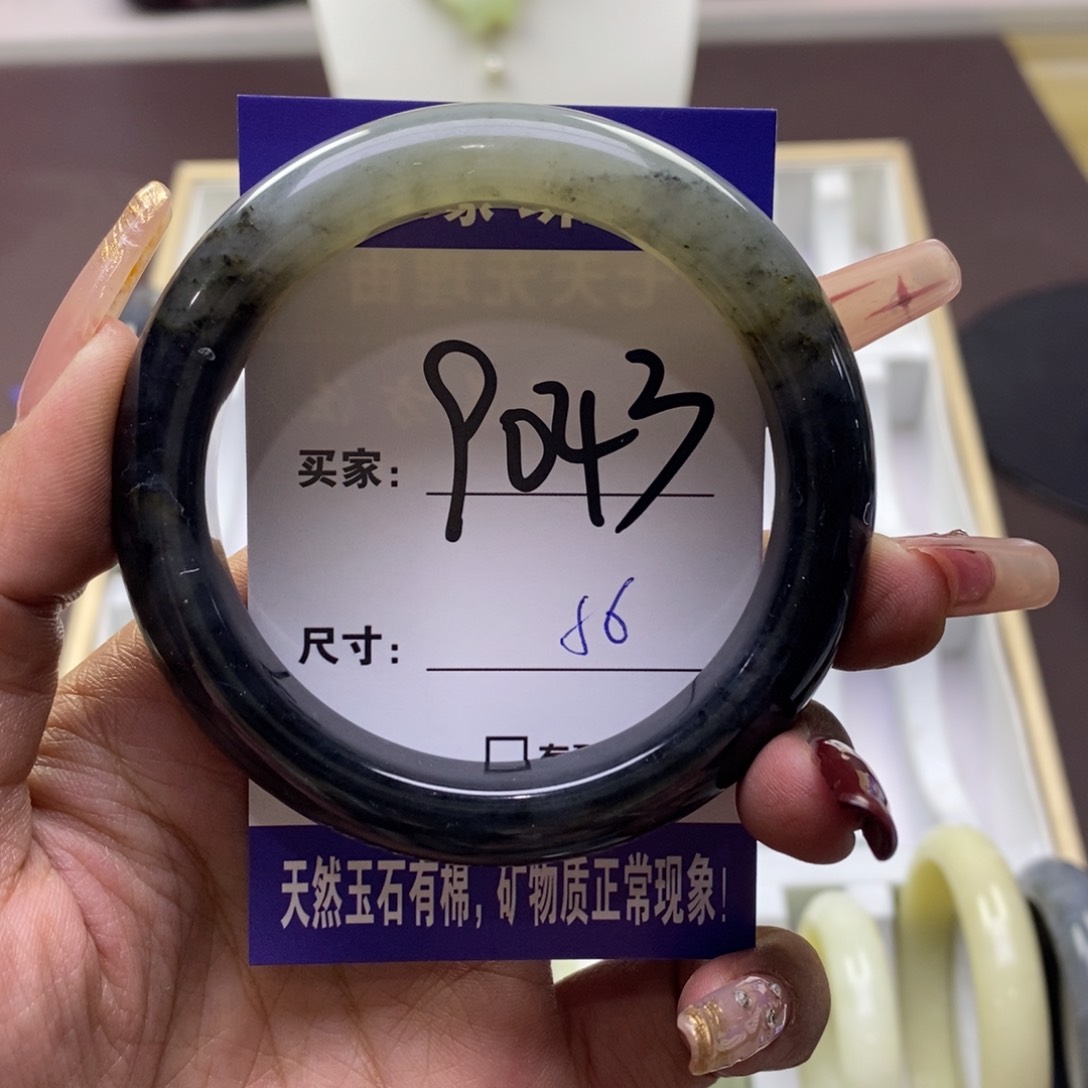 买家: 9043
尺寸: 56
天然玉石有棉, 矿物质正常现象!